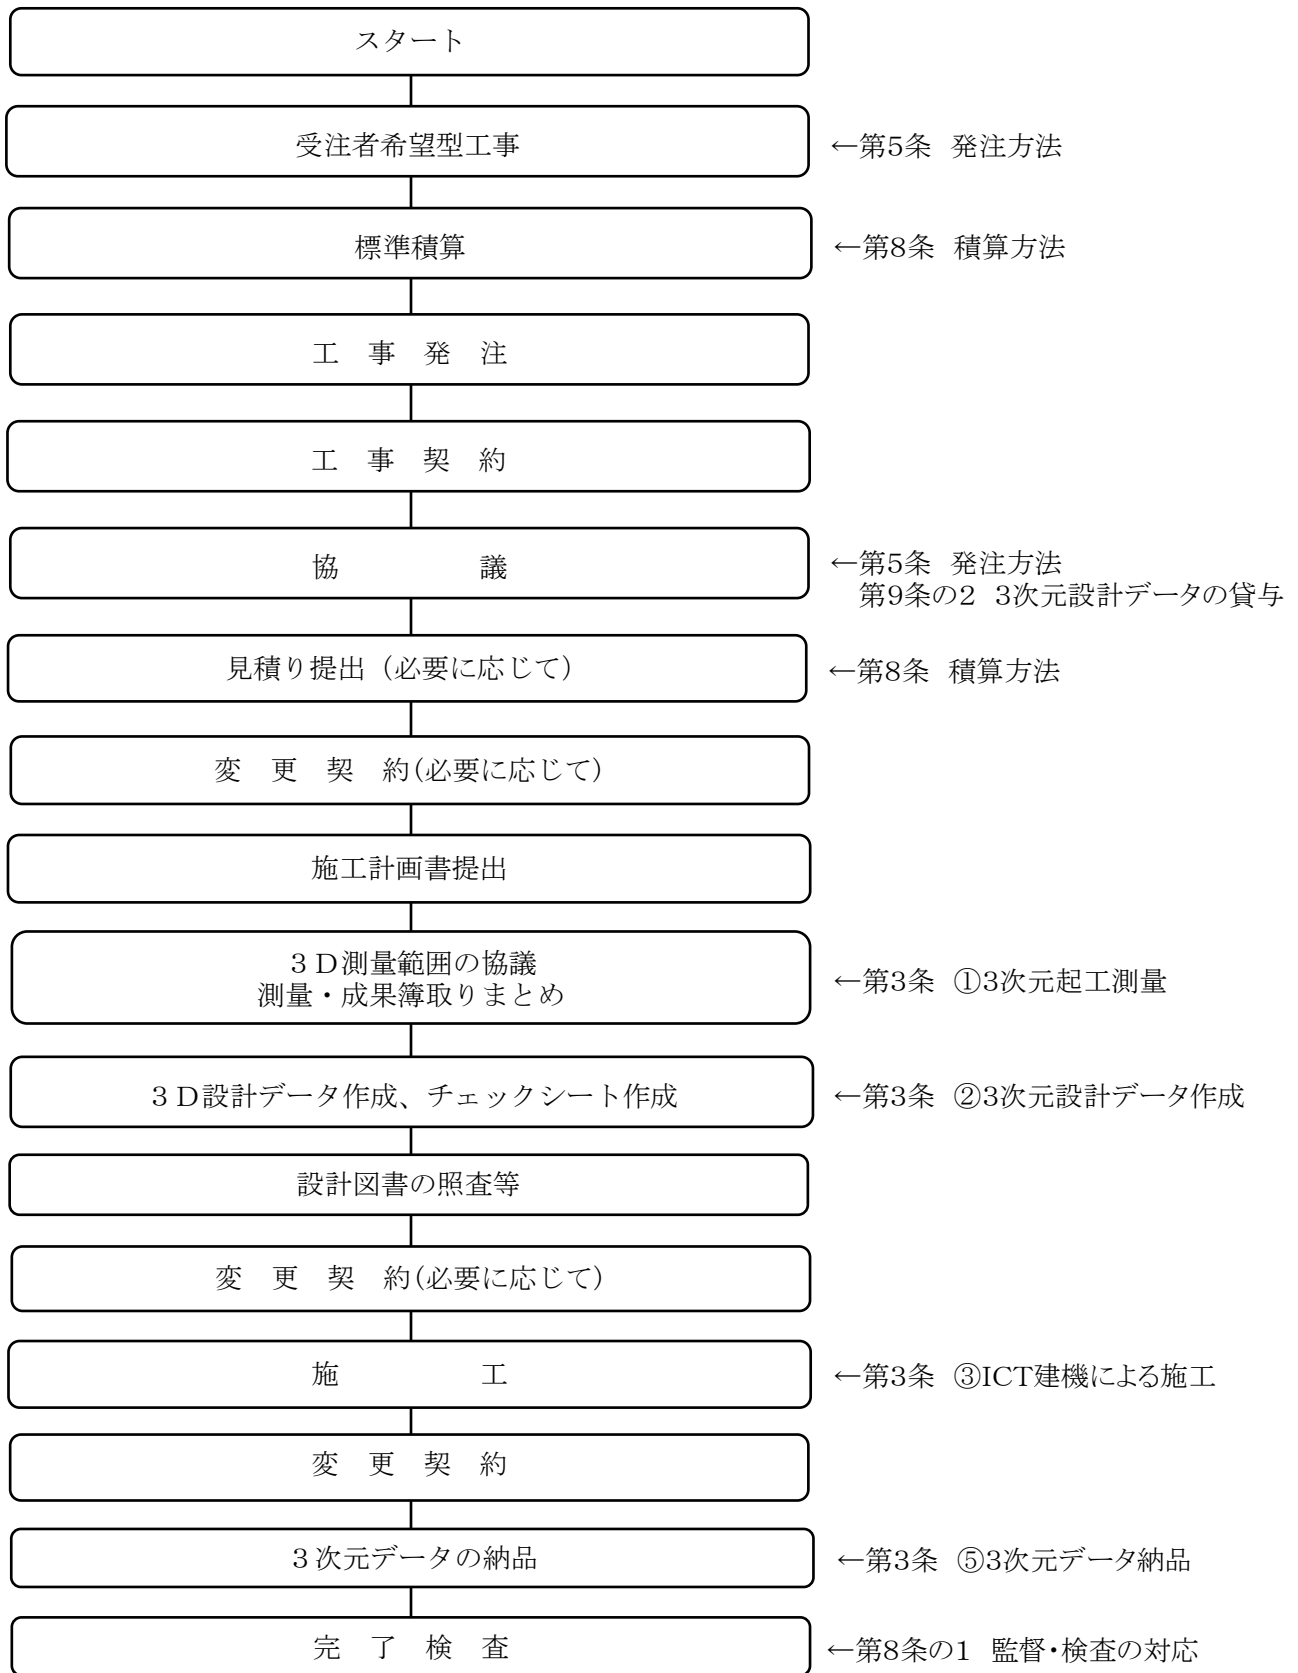 スタート
受注者希望型工事
←第5条　発注方法
標準積算
←第8条　積算方法
工　事　発　注
工　事　契　約
協　　　　　議
←第5条　発注方法
第9条の2　3次元設計データの貸与
見積り提出（必要に応じて）
←第8条　積算方法
変　更　契　約(必要に応じて)
施工計画書提出
３Ｄ測量範囲の協議
測量・成果簿取りまとめ
←第3条　①3次元起工測量
３Ｄ設計データ作成、チェックシート作成
←第3条　②3次元設計データ作成
設計図書の照査等
変　更　契　約(必要に応じて)
施　　　　　工
←第3条　③ICT建機による施工
変　更　契　約
３次元データの納品
←第3条　⑤3次元データ納品
完　了　検　査
←第8条の1　監督・検査の対応